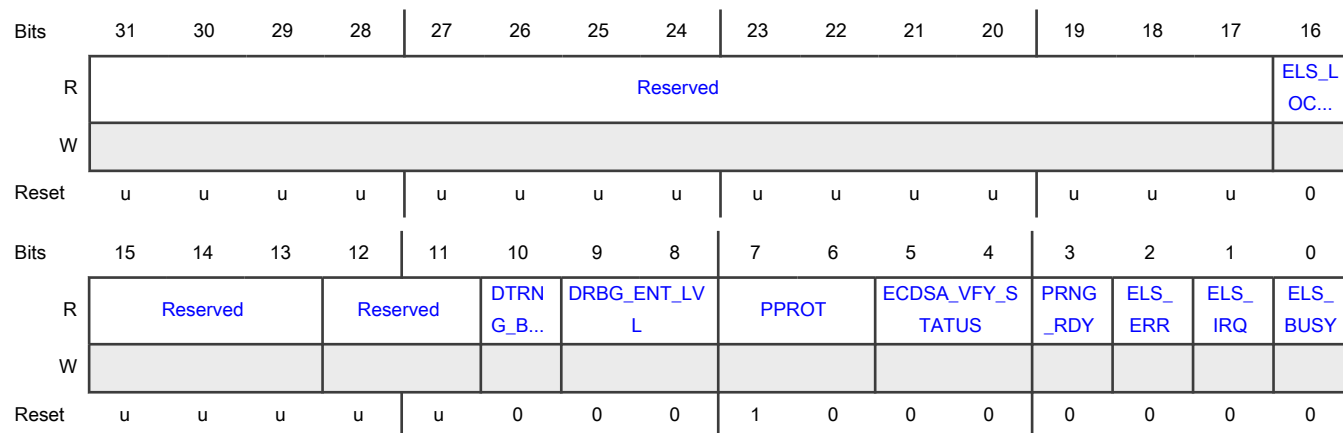 Bits 31 30 29 28 27 26 25 24 23 22 21 20 19 18 17 16
R Reserved ELS_L
OC...
W
Reset u u u u u u u u u u u u u u u 0
Bits 15 14 13 12 11 10 9 8 7 6 5 4 3 2 1 0
R Reserved Reserved DTRN
G_B... DRBG_ENT_LV
L PPROT ECDSA_VFY_S
TATUS PRNG
_RDY ELS_
ERR ELS_
IRQ ELS_
BUSY
W
Reset u u u u u 0 0 0 1 0 0 0 0 0 0 0